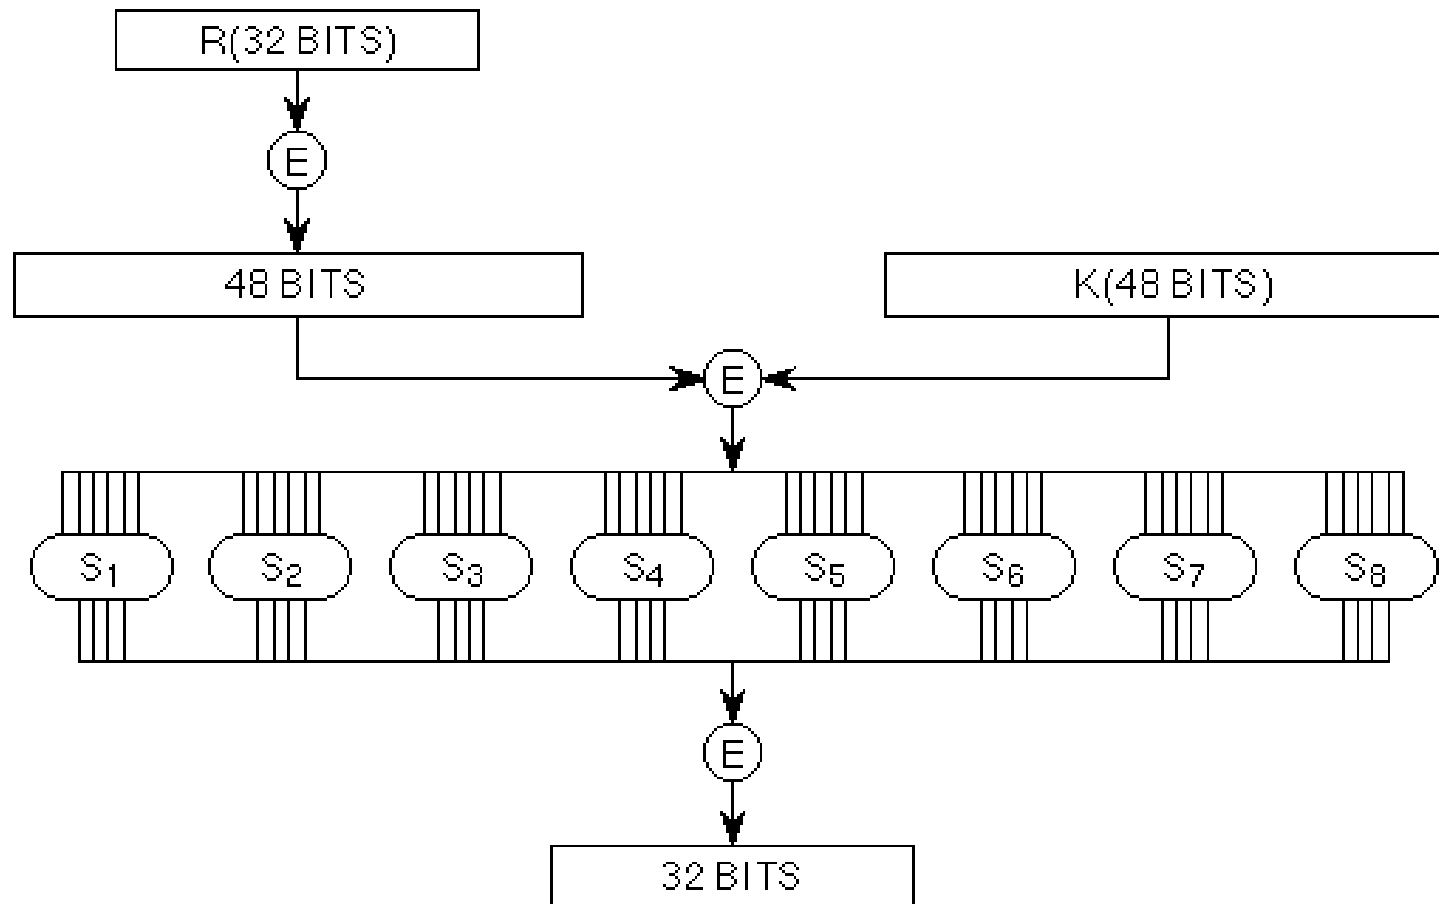 R(32 BITS)
E
48 BITS
K(48 BITS)
E
S1 S2 S3 S4 S5 S6 S7 S8
E
32 BITS